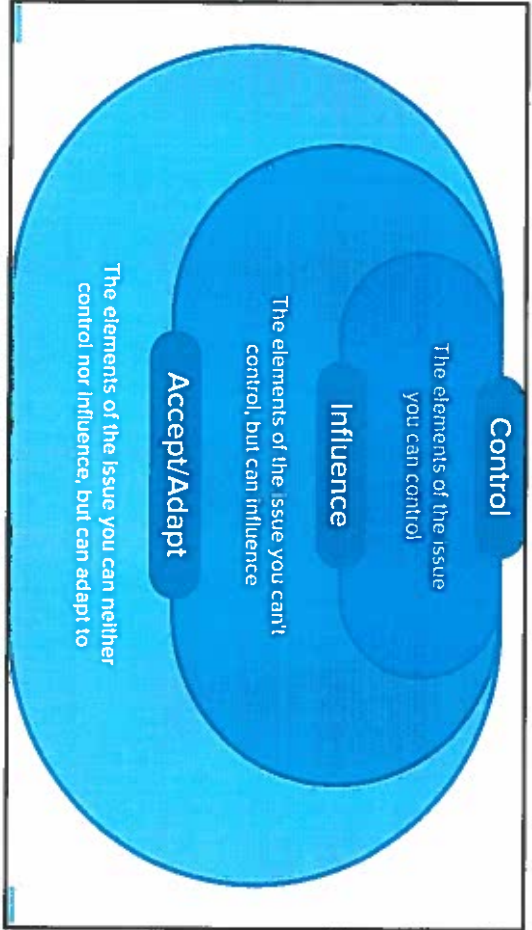 Control
The elements of the issue
you can control
Influence
The elements of the issue you can't
control, but can influence
Accept/Adapt
The elements of the issue you can neither
control nor influence, but can adapt to